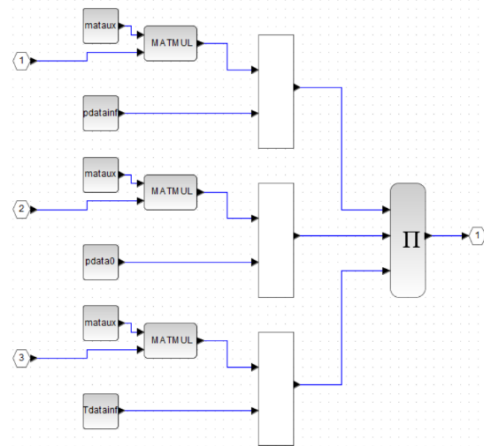 mataux
MATMUL
1
pdatainf
mataux
MATMUL
2
Π
1
pdata0
mataux
MATMUL
3
Tdatainf